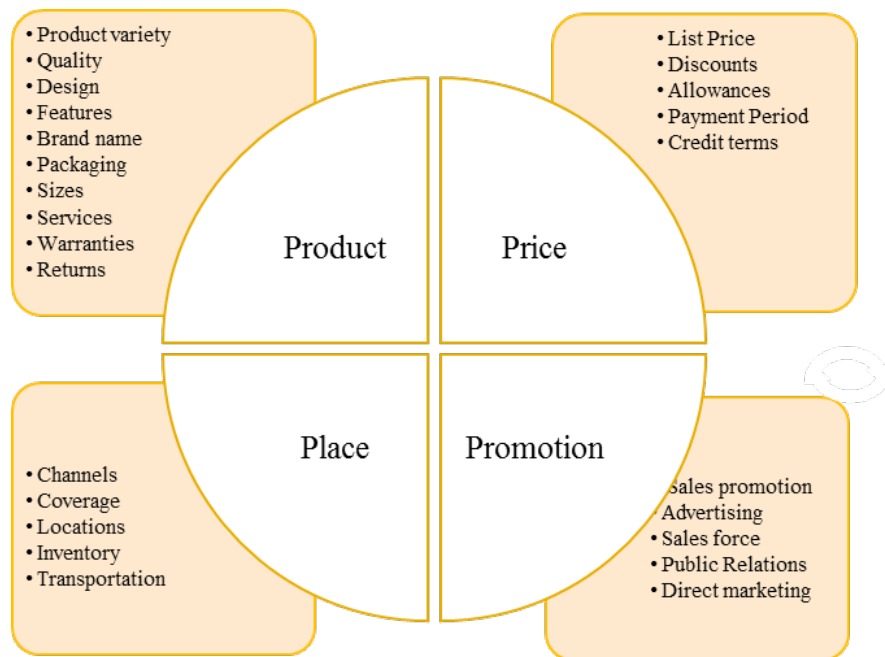 • Product variety
• Quality
• Design
• Features
• Brand name
• Packaging
• Sizes
• Services
• Warranties
• Returns
Product
• List Price
• Discounts
• Allowances
• Payment Period
• Credit terms
Price
• Channels
• Coverage
• Locations
• Inventory
• Transportation
Place
Promotion
Sales promotion
• Advertising
• Sales force
• Public Relations
• Direct marketing